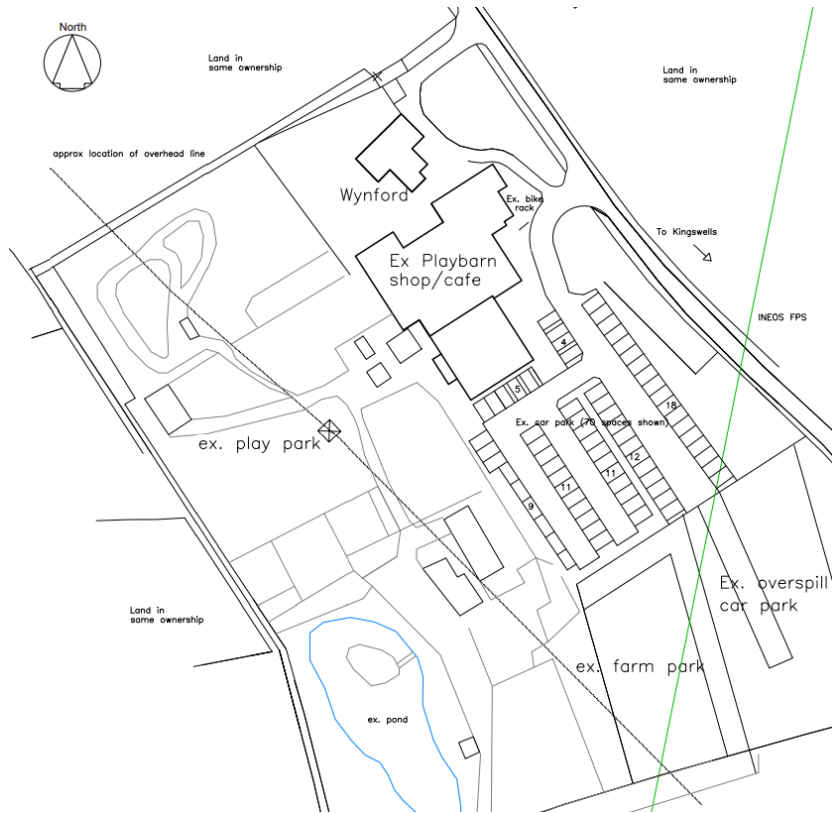 North
Land in
same ownership
Land in
same ownership
approx location of overhead line
Wynford
Ex. bike
rack
To Kingswells
Ex Playbarn
shop/cafe
INEOS FPS
4
5
18
Ex. car park (70 spaces shown)
ex. play park
12
11
11
9
Ex. overspill
car park
Land in
same ownership
ex. farm park
ex. pond